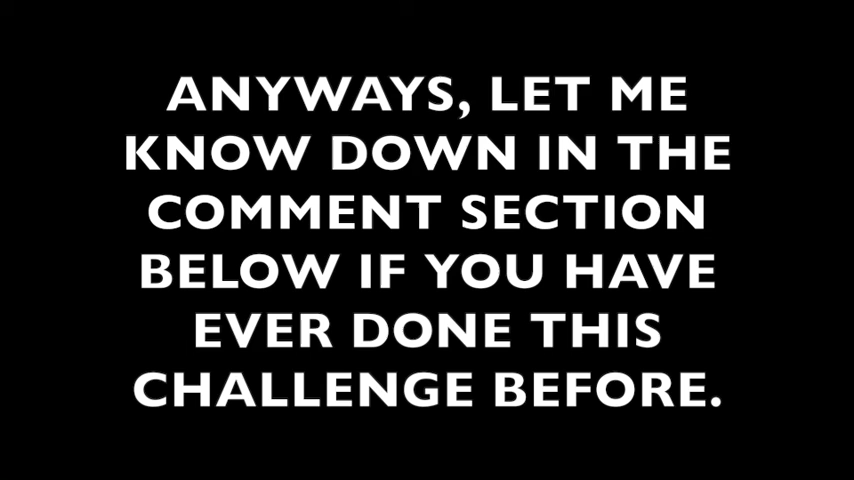 ANYWAYS, LET ME
KNOW DOWN IN THE
COMMENT SECTION
BELOW IF YOU HAVE
EVER DONE THIS
CHALLENGE BEFORE.